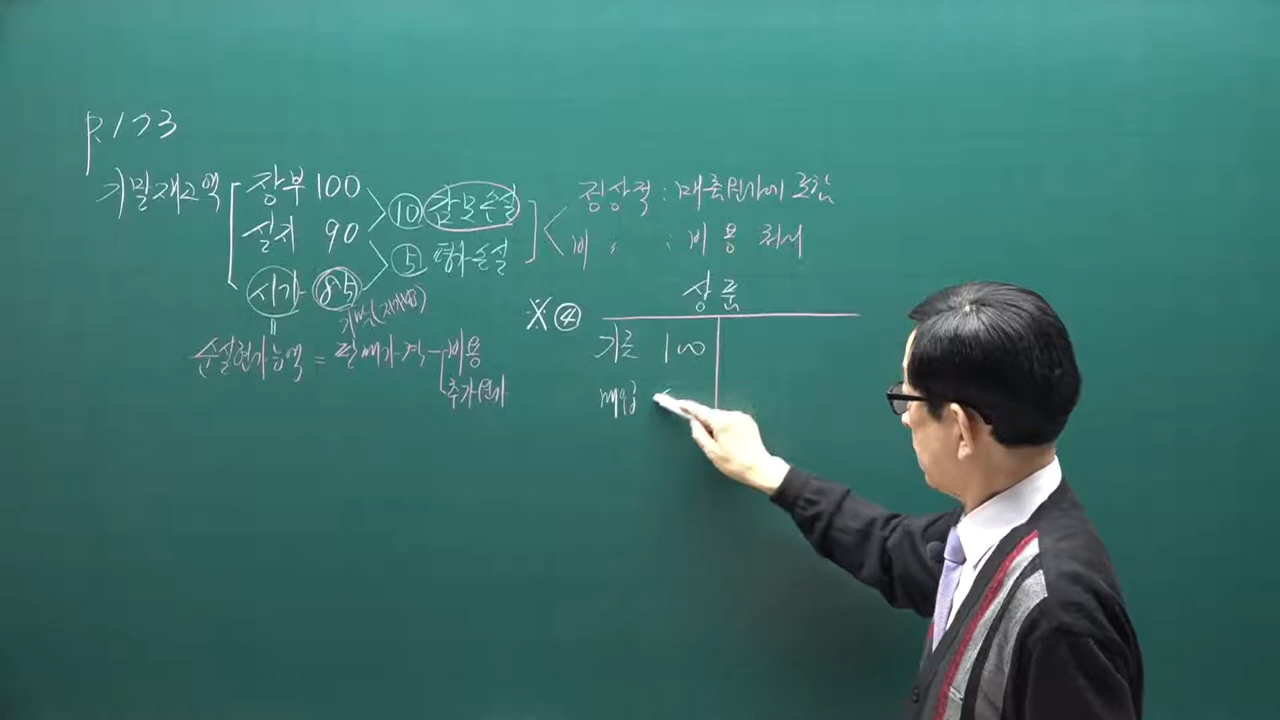 P.173
기말재고액 장부 100
실지 90
시가 85
⑩ 감모손실
⑤ 평가손실
정상적 : 매출원가에 포함
비 〃 : 비용 처리
순실현가능액 = 판매가격 - 비용
추가원가
상품
※ ④
기초 100
매입